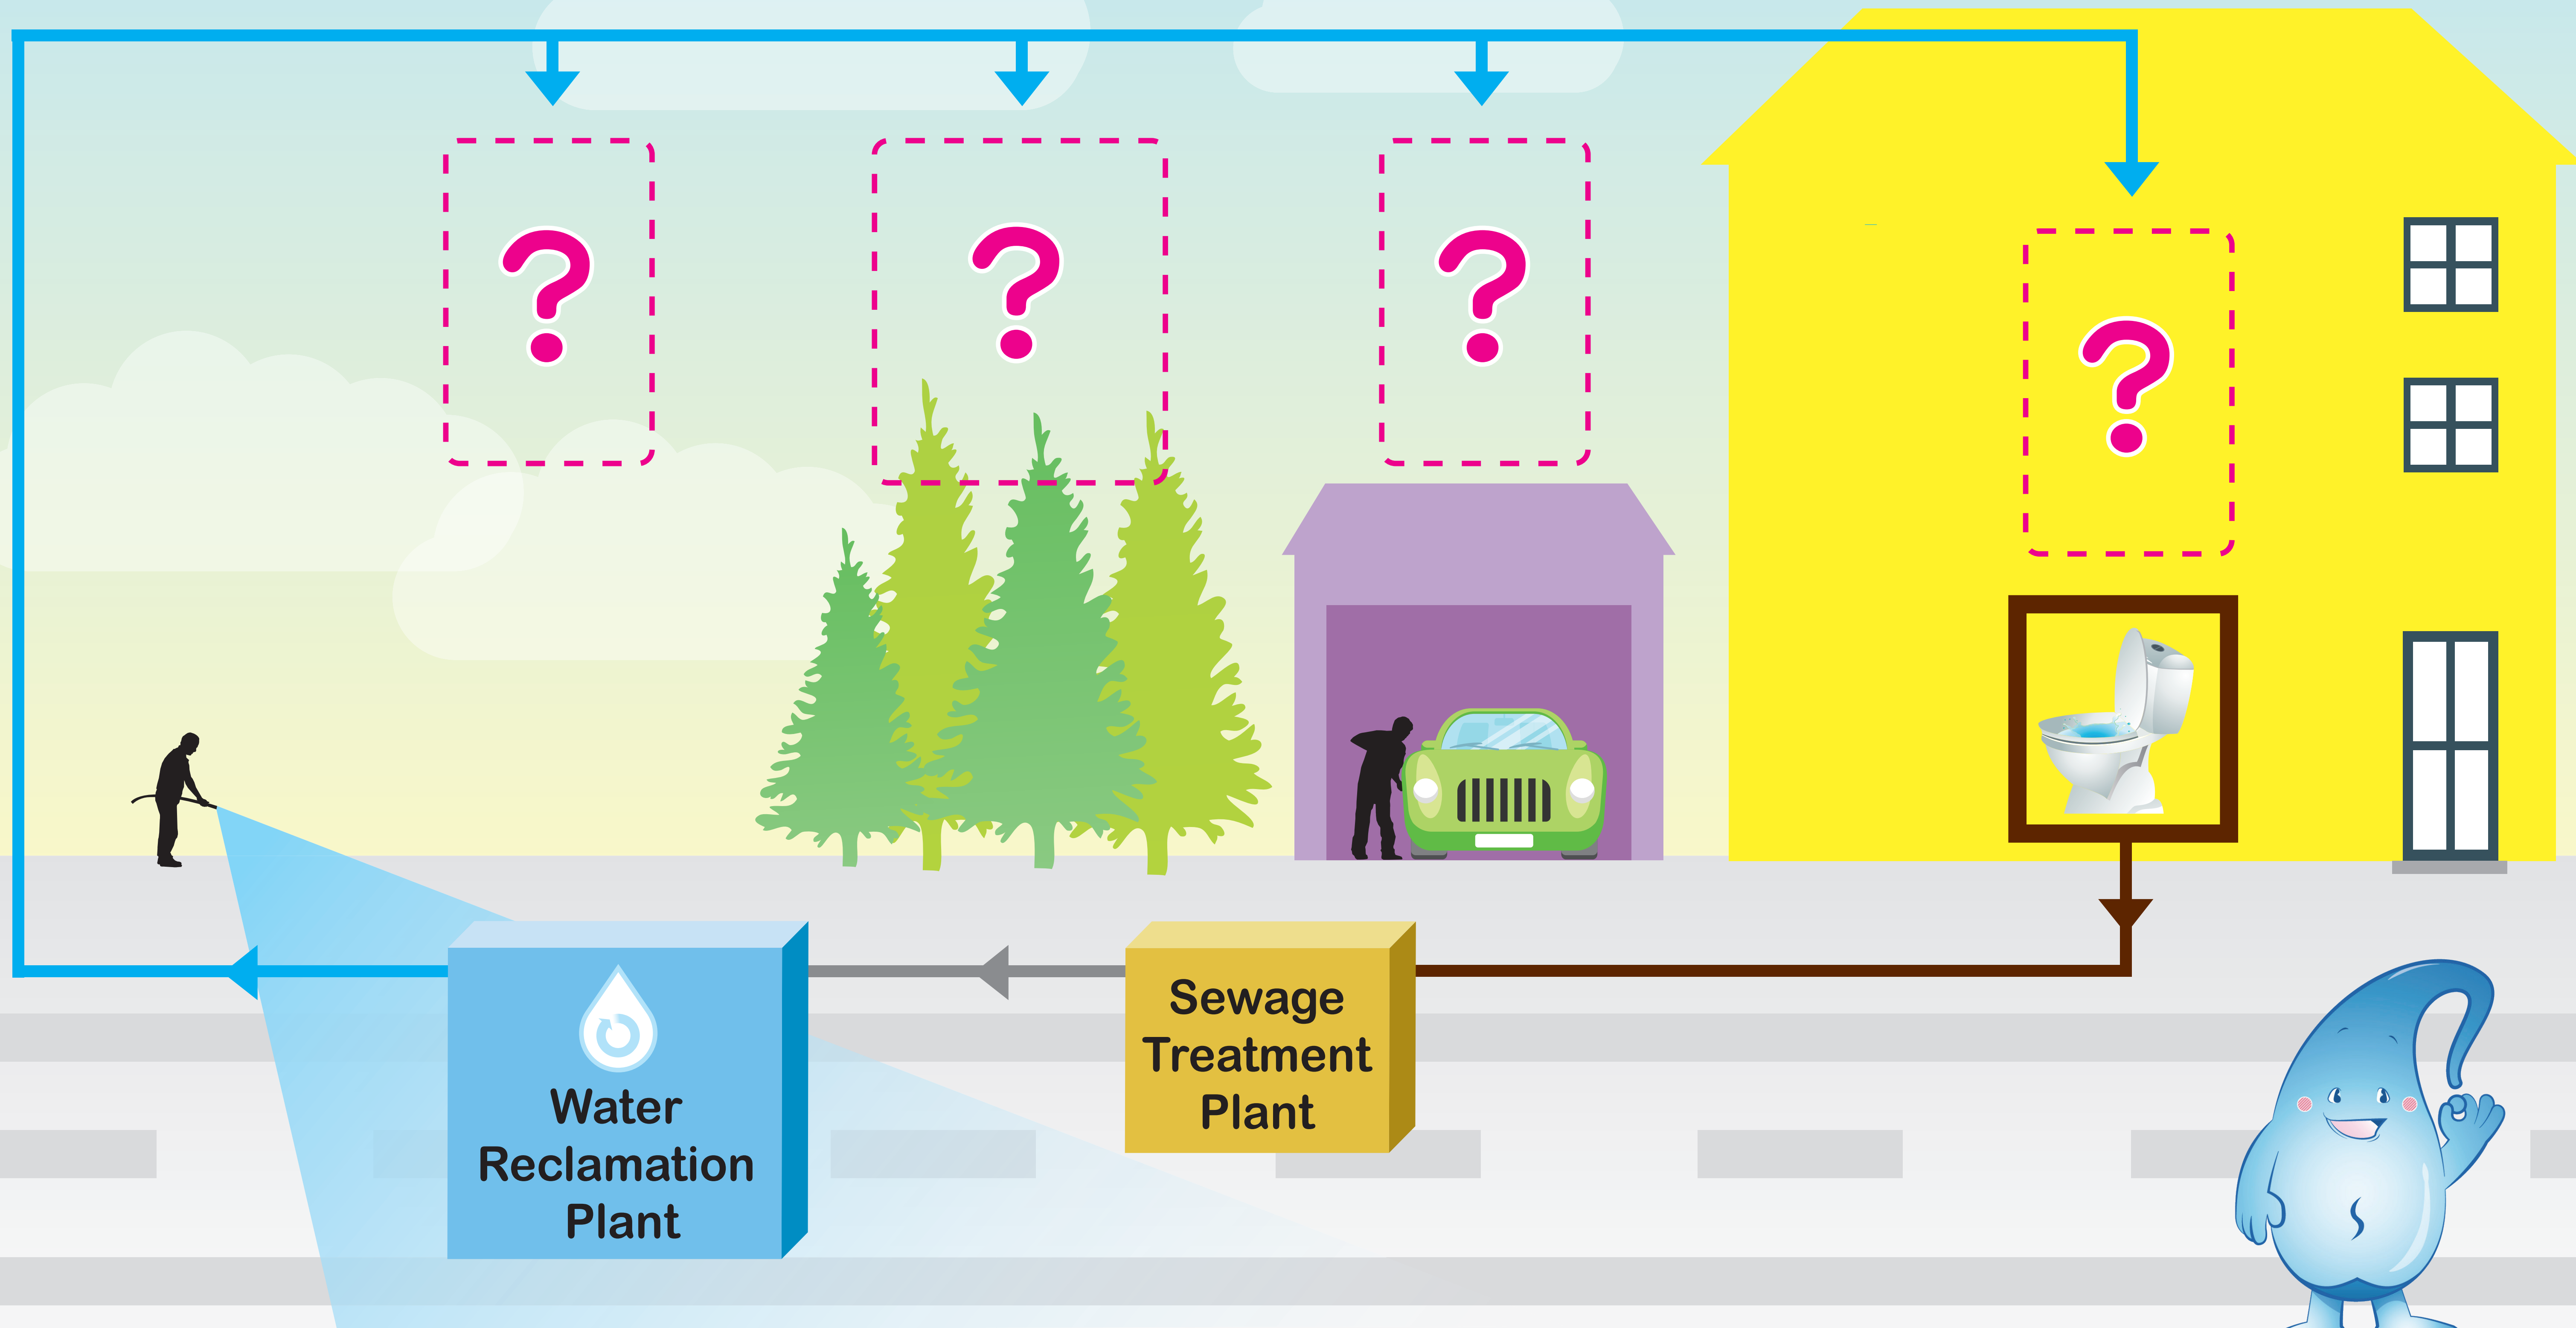 ?
?
?
?
Water
Reclamation
Plant
Sewage
Treatment
Plant